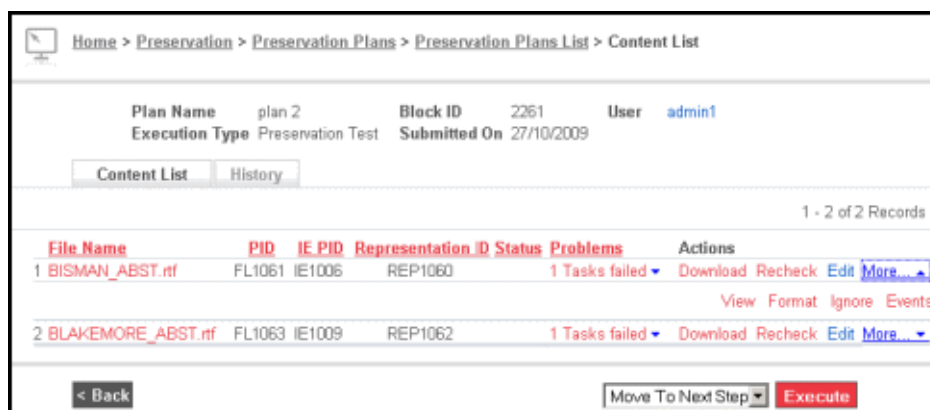 Home > Preservation > Preservation Plans > Preservation Plans List > Content List
Plan Name plan 2 Block ID 2261 User admin1
Execution Type Preservation Test Submitted On 27/10/2009
Content List History
1 - 2 of 2 Records
File Name PID IE PID Representation ID Status Problems Actions
1 BISMAN_ABST.rtf FL1061 IE1006 REP1060 1 Tasks failed Download Recheck Edit More...
View Format Ignore Events
2 BLAKEMORE_ABST.rtf FL1063 IE1009 REP1062 1 Tasks failed Download Recheck Edit More...
< Back Move To Next Step Execute